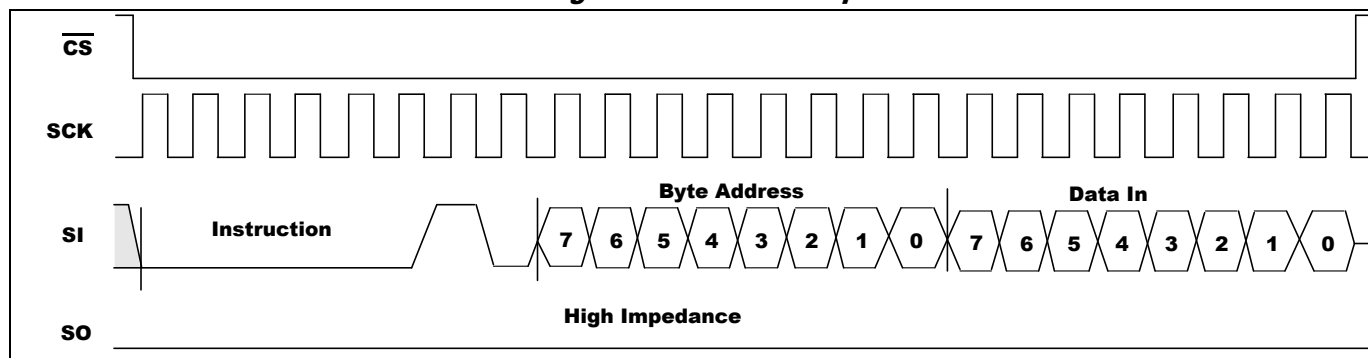 CS
SCK
Byte Address
Data In
SI
Instruction
7 6 5 4 3 2 1 0 7 6 5 4 3 2 1 0
High Impedance
SO